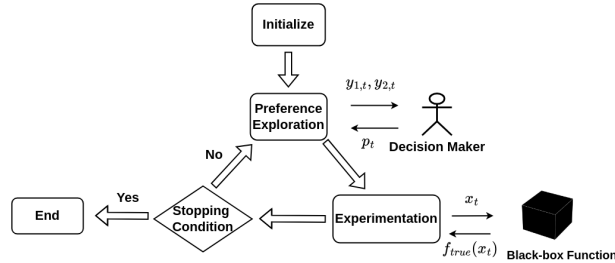 Initialize
Preference
Exploration
y_{1,t}, y_{2,t}
p_t
Decision Maker
No
Yes
End
Stopping
Condition
Experimentation
x_t
f_{true}(x_t)
Black-box Function